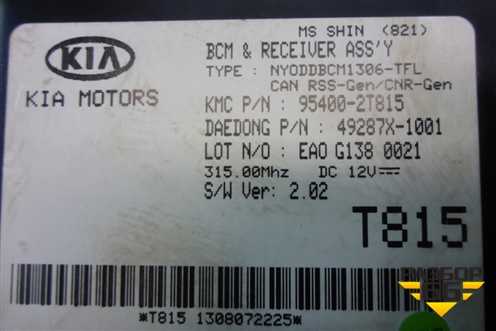 MS SHIN (821)
KIA
BCM & RECEIVER ASS'Y
TYPE : NYODDBCM1306-TFL
CAN RSS-Gen/CNR-Gen
KIA MOTORS
KMC P/N : 95400-2T815
DAEDONG P/N : 49287X-1001
LOT N/O : EAO G138 0021
315.00Mhz DC 12V
S/W Ver: 2.02
T815
*T815 1308072225*
РАЗБОР